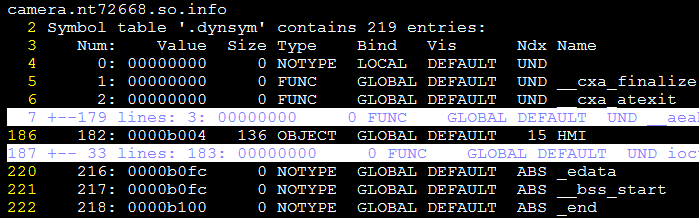 camera.nt72668.so.info
2 Symbol table '.dynsym' contains 219 entries:
3 Num: Value Size Type Bind Vis Ndx Name
4 0: 00000000 0 NOTYPE LOCAL DEFAULT UND
5 1: 00000000 0 FUNC GLOBAL DEFAULT UND __cxa_finalize
6 2: 00000000 0 FUNC GLOBAL DEFAULT UND __cxa_atexit
7 +--179 lines: 3: 00000000 0 FUNC GLOBAL DEFAULT UND __aeab
186 182: 0000b004 136 OBJECT GLOBAL DEFAULT 15 HMI
187 +-- 33 lines: 183: 00000000 0 FUNC GLOBAL DEFAULT UND ioct
220 216: 0000b0fc 0 NOTYPE GLOBAL DEFAULT ABS _edata
221 217: 0000b0fc 0 NOTYPE GLOBAL DEFAULT ABS __bss_start
222 218: 0000b100 0 NOTYPE GLOBAL DEFAULT ABS _end